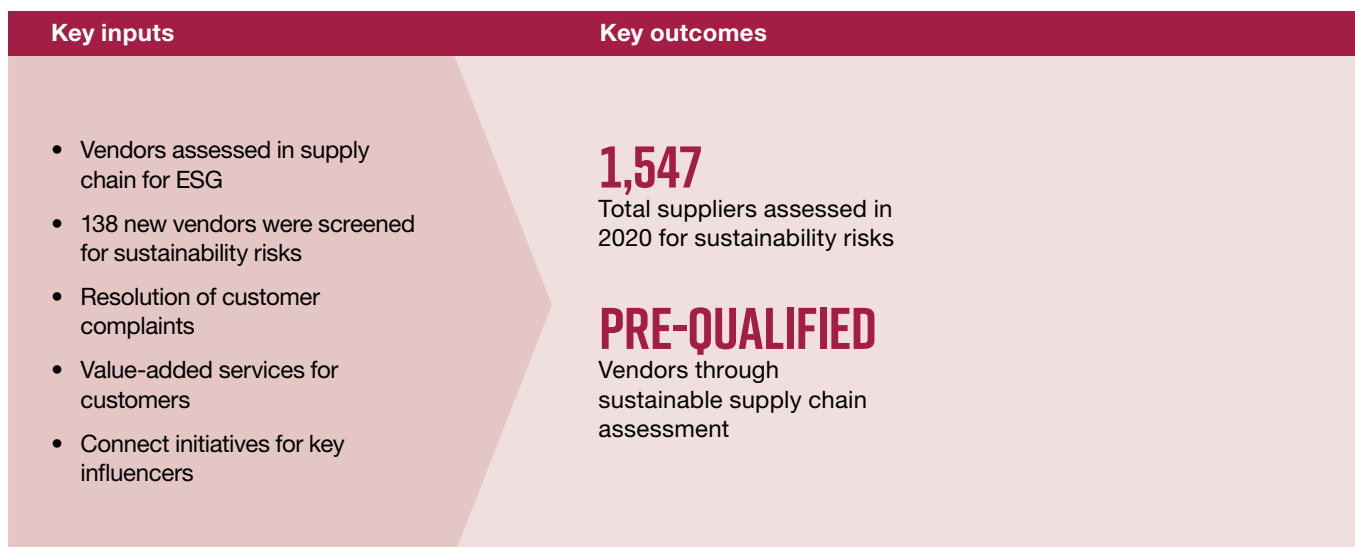 Key inputs
Key outcomes
• Vendors assessed in supply
chain for ESG
• 138 new vendors were screened
for sustainability risks
• Resolution of customer
complaints
• Value-added services for
customers
• Connect initiatives for key
influencers
1,547
Total suppliers assessed in
2020 for sustainability risks
PRE-QUALIFIED
Vendors through
sustainable supply chain
assessment